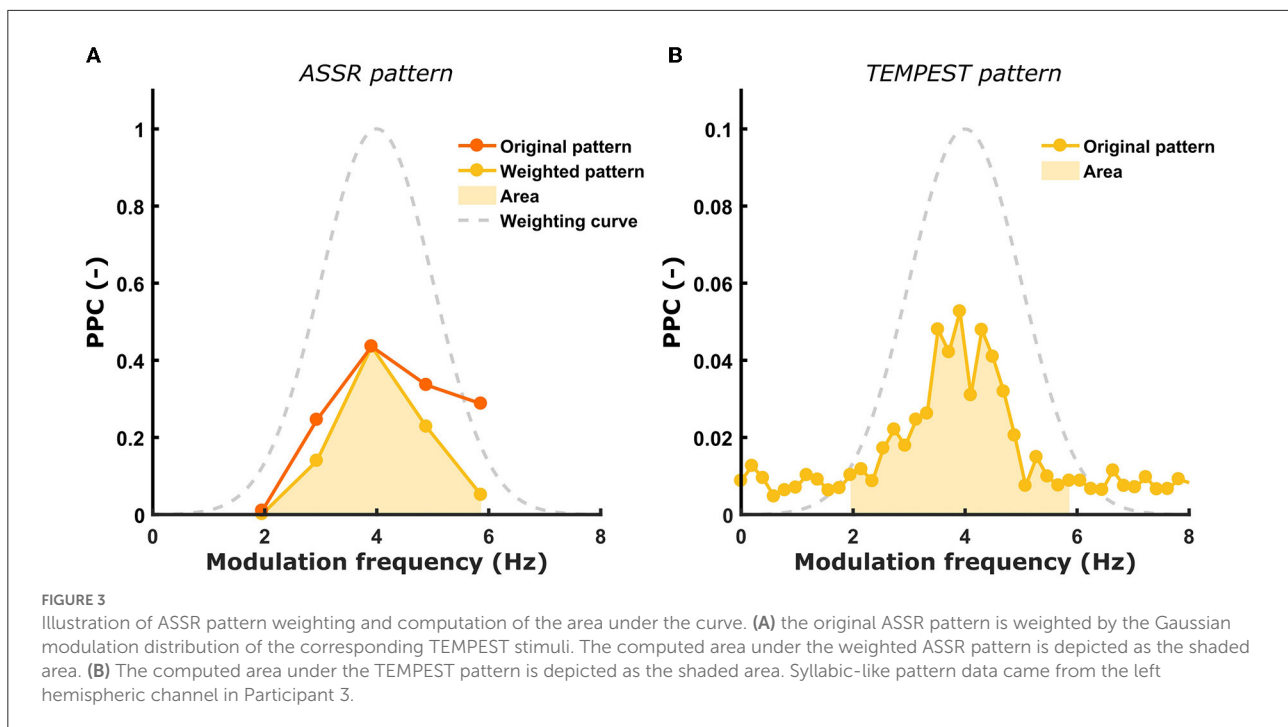 A
ASSR pattern
PPC (-)
1
0.8
0.6
0.4
0.2
0
0
2
4
6
8
Modulation frequency (Hz)
Original pattern
Weighted pattern
Area
Weighting curve
B
TEMPEST pattern
PPC (-)
0.1
0.08
0.06
0.04
0.02
0
0
2
4
6
8
Modulation frequency (Hz)
Original pattern
Area
FIGURE 3
Illustration of ASSR pattern weighting and computation of the area under the curve. (A) the original ASSR pattern is weighted by the Gaussian
modulation distribution of the corresponding TEMPEST stimuli. The computed area under the weighted ASSR pattern is depicted as the shaded
area. (B) The computed area under the TEMPEST pattern is depicted as the shaded area. Syllabic-like pattern data came from the left
hemispheric channel in Participant 3.